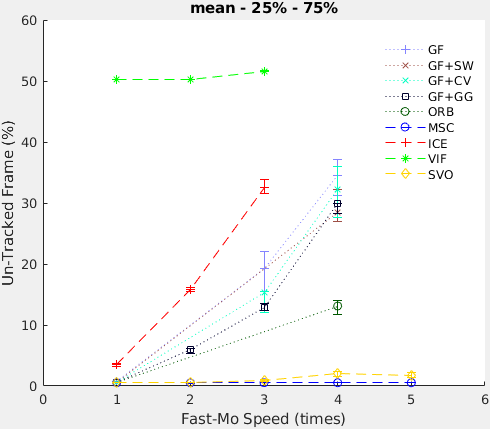 mean - 25% - 75%
Un-Tracked Frame (%)
60
50
40
30
20
10
0
0 1 2 3 4 5 6
Fast-Mo Speed (times)
GF
GF+SW
GF+CV
GF+GG
ORB
MSC
ICE
VIF
SVO